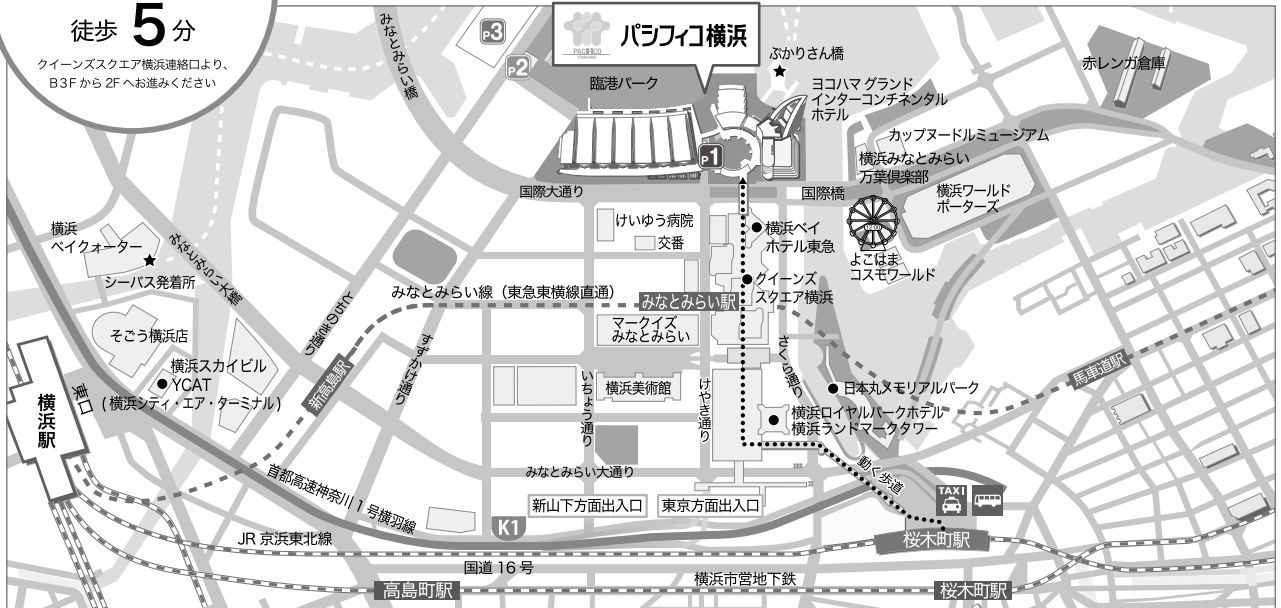 徒歩 5 分
クイーンズスクエア横浜連絡口より、
B3Fから2Fへお進みください
みなとみらい橋
P3
P2
PACIFICO
パシフィコ横浜
臨港パーク
ぷかりさん橋
ヨコハマ グランド
インターコンチネンタル
ホテル
赤レンガ倉庫
カップヌードルミュージアム
P1
横浜みなとみらい
万葉倶楽部
国際大通り
国際橋
横浜ワールド
ポーターズ
けいゆう病院
交番
横浜ベイ
ホテル東急
よこはま
コスモワールド
横浜
ベイクォーター
シーバス発着所
みなとみらい大橋
クイーンズ
スクエア横浜
みなとみらい線（東急東横線直通）
みなとみらい駅
マークイズ
みなとみらい
とちのき通り
すずかけ通り
さくら通り
そごう横浜店
横浜スカイビル
YCAT
(横浜シティ・エア・ターミナル)
新高島駅
馬車道駅
横浜駅
東口
いちょう通り
横浜美術館
けやき通り
日本丸メモリアルパーク
横浜ロイヤルパークホテル
横浜ランドマークタワー
みなとみらい大通り
動く歩道
首都高速神奈川1号横羽線
新山下方面出入口
東京方面出入口
TAXI
K1
JR京浜東北線
桜木町駅
国道16号
横浜市営地下鉄
高島町駅
桜木町駅